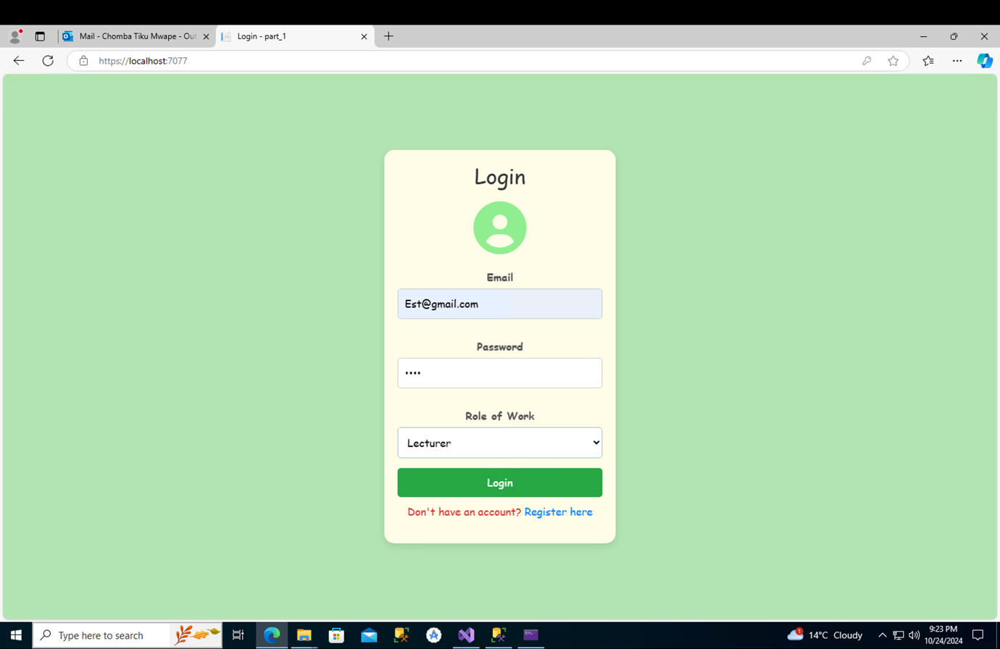 Mail - Chomba Tiku Mwape - Out
Login - part_1
https://localhost:7077
Login
Email
Est@gmail.com
Password
••••
Role of Work
Lecturer
Login
Don't have an account? Register here
Type here to search
1
14°C Cloudy
9:23 PM
10/24/2024